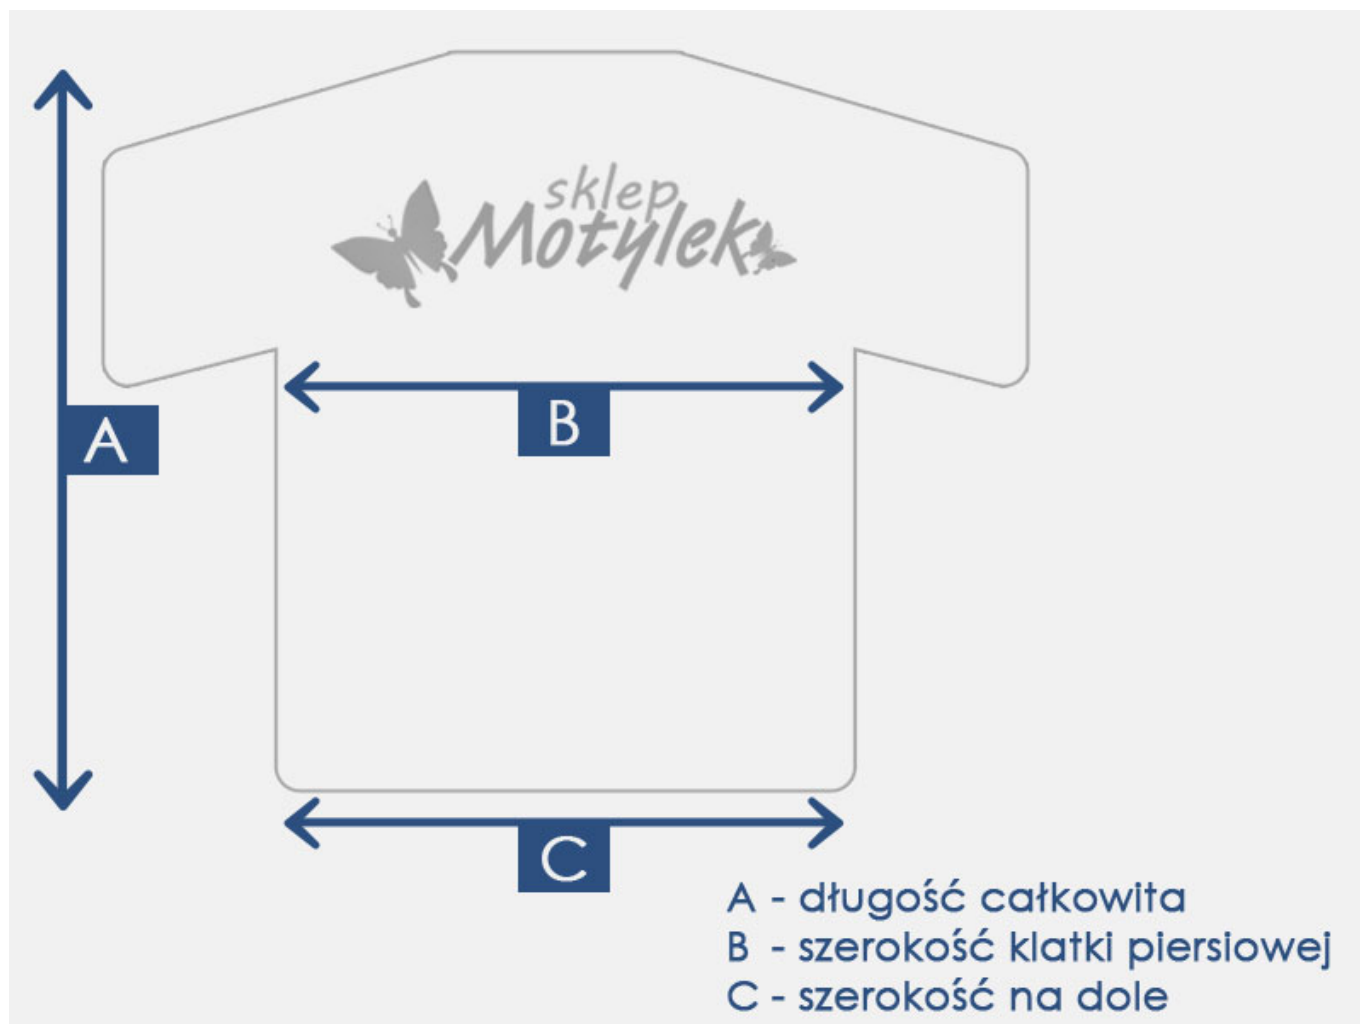 sklep
Motylek
A
B
C
A - długość całkowita
B - szerokość klatki piersiowej
C - szerokość na dole